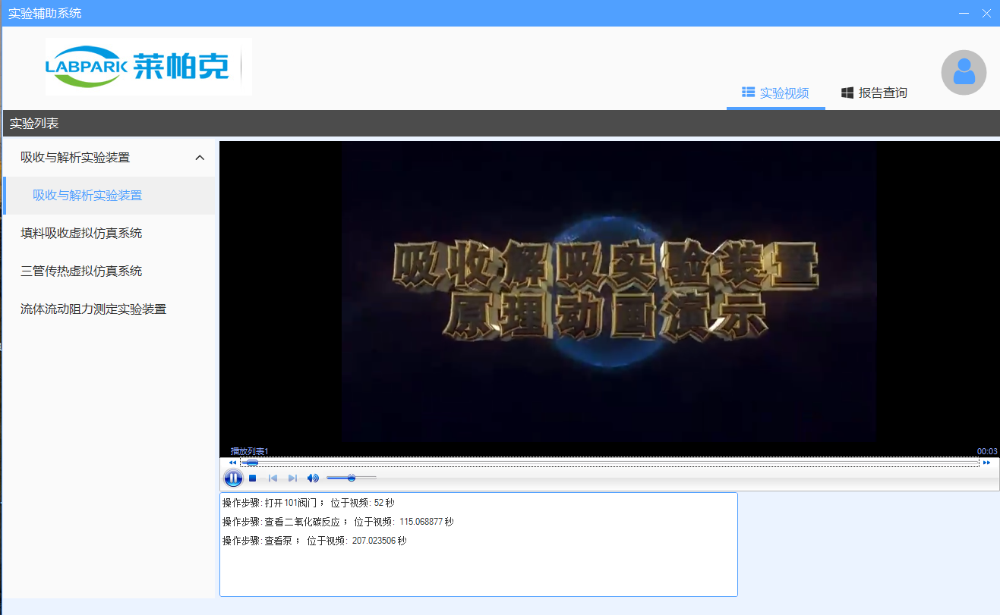 实验辅助系统
LABPARK 莱帕克
实验视频
报告查询
实验列表
吸收与解析实验装置
吸收与解析实验装置
填料吸收虚拟仿真系统
三管传热虚拟仿真系统
流体流动阻力测定实验装置
吸收解吸实验装置
原理动画演示
播放列表1
00:03
操作步骤:打开101阀门； 位于视频: 52 秒
操作步骤:查看二氧化碳反应； 位于视频: 115.068877 秒
操作步骤:查看泵； 位于视频: 207.023506 秒